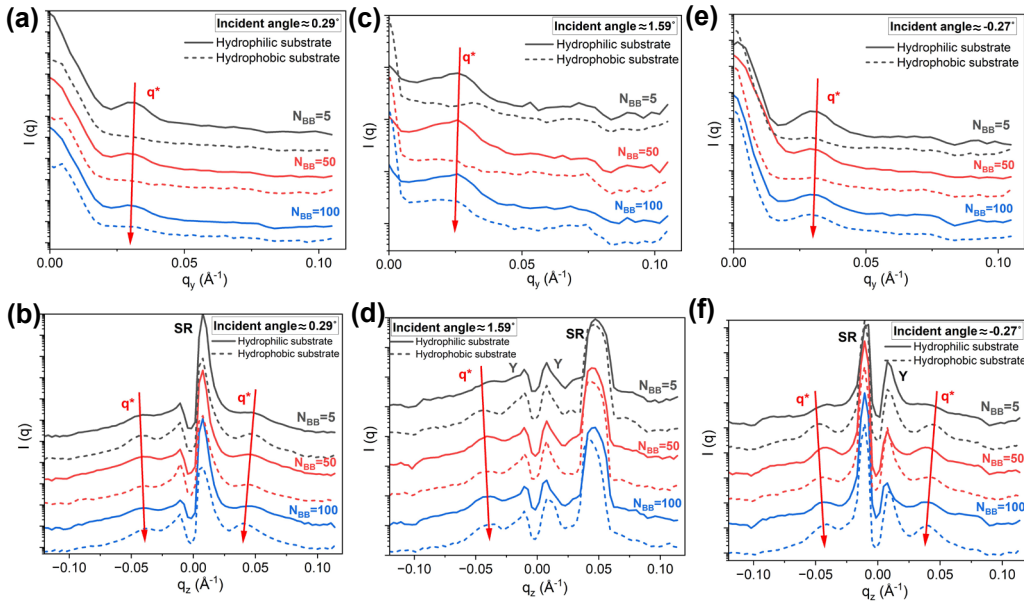 (a)
Incident angle ≈ 0.29°
Hydrophilic substrate
Hydrophobic substrate
q*
N_BB=5
N_BB=50
N_BB=100
I (q)
0.00 0.05 0.10
q_y (Å⁻¹)
(c)
Incident angle ≈ 1.59°
Hydrophilic substrate
Hydrophobic substrate
q*
N_BB=5
N_BB=50
N_BB=100
I (q)
0.00 0.05 0.10
q_y (Å⁻¹)
(e)
Incident angle ≈ -0.27°
Hydrophilic substrate
Hydrophobic substrate
q*
N_BB=5
N_BB=50
N_BB=100
I (q)
0.00 0.05 0.10
q_y (Å⁻¹)
(b)
Incident angle ≈ 0.29°
SR
Hydrophilic substrate
Hydrophobic substrate
q* q*
N_BB=5
N_BB=50
N_BB=100
I (q)
−0.10 −0.05 0.00 0.05 0.10
q_z (Å⁻¹)
(d)
Incident angle ≈ 1.59°
Hydrophilic substrate
Hydrophobic substrate
SR
q* Y Y
N_BB=5
N_BB=50
N_BB=100
I (q)
−0.10 −0.05 0.00 0.05 0.10
q_z (Å⁻¹)
(f)
Incident angle ≈ -0.27°
SR
Hydrophilic substrate
Hydrophobic substrate
Y
q* q*
N_BB=5
N_BB=50
N_BB=100
I (q)
−0.10 −0.05 0.00 0.05 0.10
q_z (Å⁻¹)